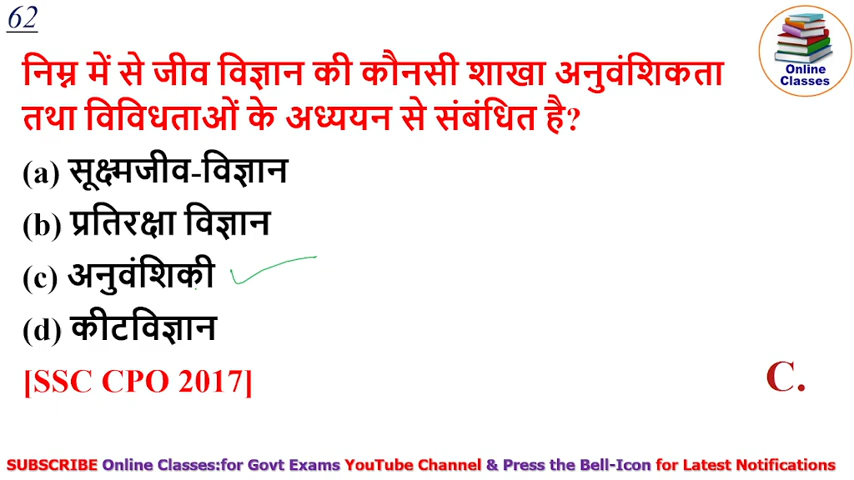 62
Online
Classes
निम्न में से जीव विज्ञान की कौनसी शाखा अनुवंशिकता
तथा विविधताओं के अध्ययन से संबंधित है?
(a) सूक्ष्मजीव-विज्ञान
(b) प्रतिरक्षा विज्ञान
(c) अनुवंशिकी
(d) कीटविज्ञान
[SSC CPO 2017]
C.
SUBSCRIBE Online Classes:for Govt Exams YouTube Channel & Press the Bell-Icon for Latest Notifications